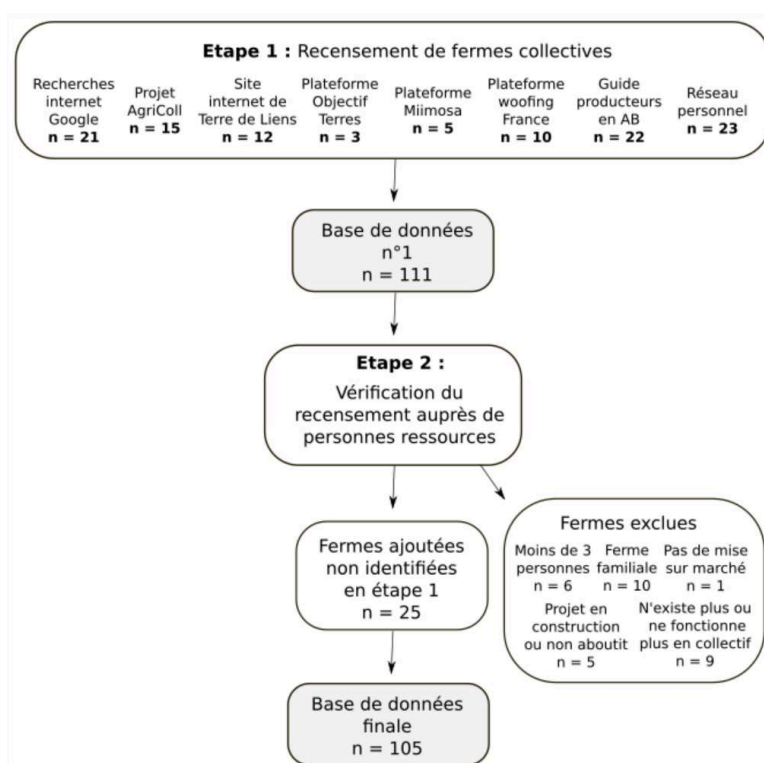 Etape 1 : Recensement de fermes collectives
Recherches
internet
Google
n = 21
Projet
AgriColl
n = 15
Site
internet de
Terre de Liens
n = 12
Plateforme
Objectif
Terres
n = 3
Plateforme
Miimosa
n = 5
Plateforme
woofing
France
n = 10
Guide
producteurs
en AB
n = 22
Réseau
personnel
n = 23
Base de données
n°1
n = 111
Etape 2 :
Vérification du
recensement auprès de
personnes ressources
Fermes ajoutées
non identifiées
en étape 1
n = 25
Fermes exclues
Moins de 3
personnes
n = 6
Ferme
familiale
n = 10
Pas de mise
sur marché
n = 1
Projet en
construction
ou non aboutit
n = 5
N'existe plus ou
ne fonctionne
plus en collectif
n = 9
Base de données
finale
n = 105